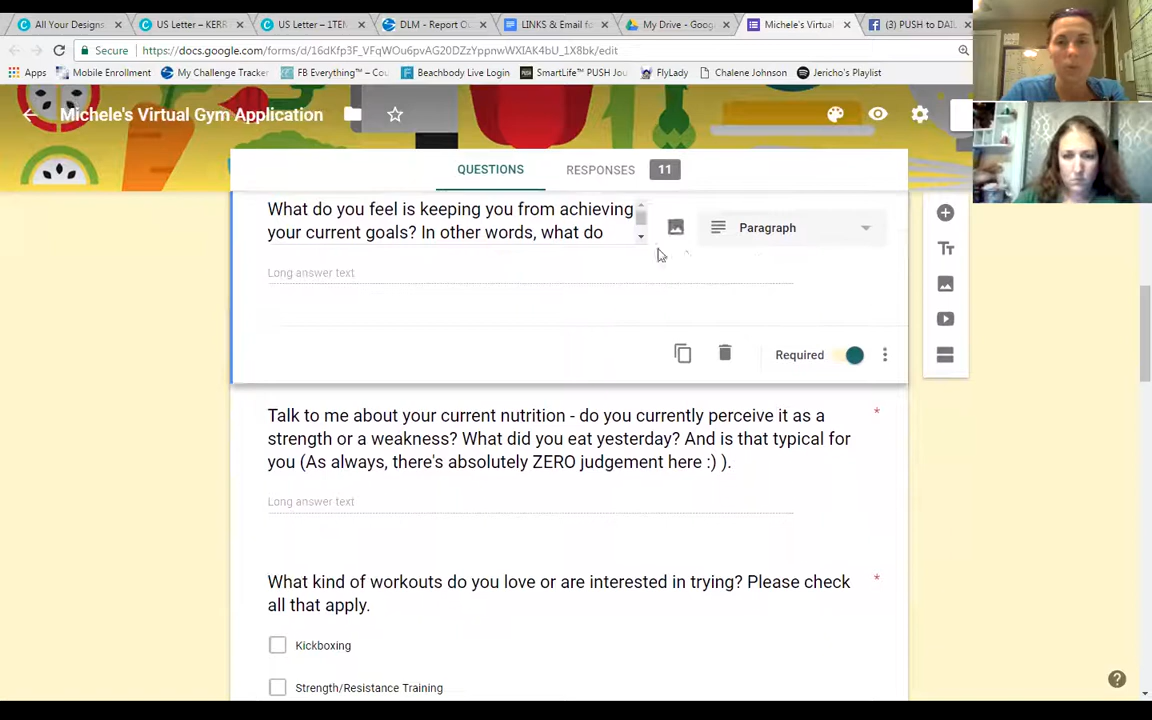 All Your Designs
US Letter – KERR
US Letter – 1TEM
DLM - Report O
LINKS & Email fo
My Drive - Goog
Michele's Virtual
(3) PUSH to DAIL
Secure
https://docs.google.com/forms/d/16dKfp3F_VFqWOu6pvAG20DZzYppnwWXIAK4bU_1X8bk/edit
Apps
Mobile Enrollment
My Challenge Tracker
FB Everything™ – Cou
Beachbody Live Login
SmartLife™ PUSH Jou
FlyLady
Chalene Johnson
Jericho's Playlist
Michele's Virtual Gym Application
QUESTIONS
RESPONSES
11
What do you feel is keeping you from achieving
your current goals? In other words, what do
Paragraph
Long answer text
Required
Talk to me about your current nutrition - do you currently perceive it as a *
strength or a weakness? What did you eat yesterday? And is that typical for
you (As always, there's absolutely ZERO judgement here :) ).
Long answer text
What kind of workouts do you love or are interested in trying? Please check *
all that apply.
Kickboxing
Strength/Resistance Training